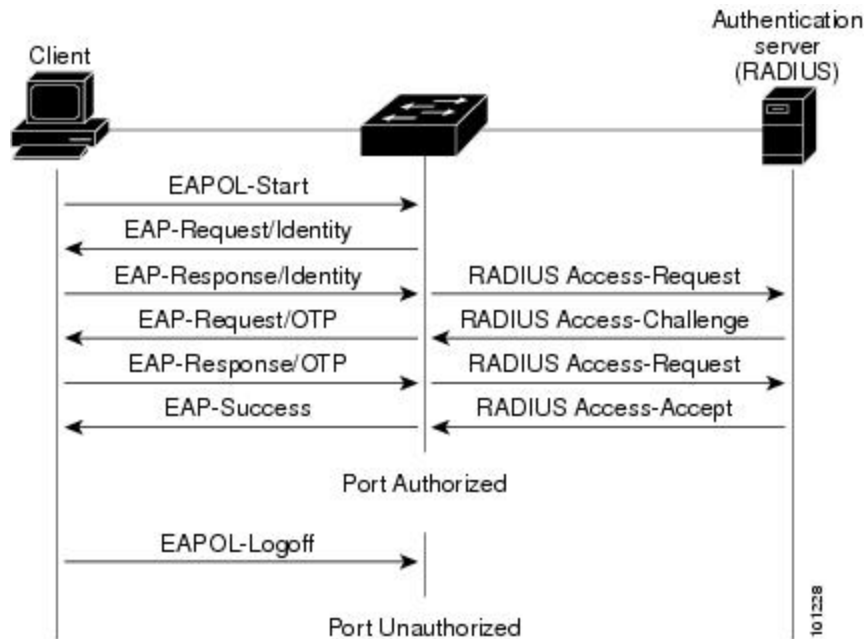 Authentication
server
(RADIUS)
Client
EAPOL-Start
EAP-Request/Identity
EAP-Response/Identity
RADIUS Access-Request
EAP-Request/OTP
RADIUS Access-Challenge
EAP-Response/OTP
RADIUS Access-Request
EAP-Success
RADIUS Access-Accept
Port Authorized
EAPOL-Logoff
Port Unauthorized
101228